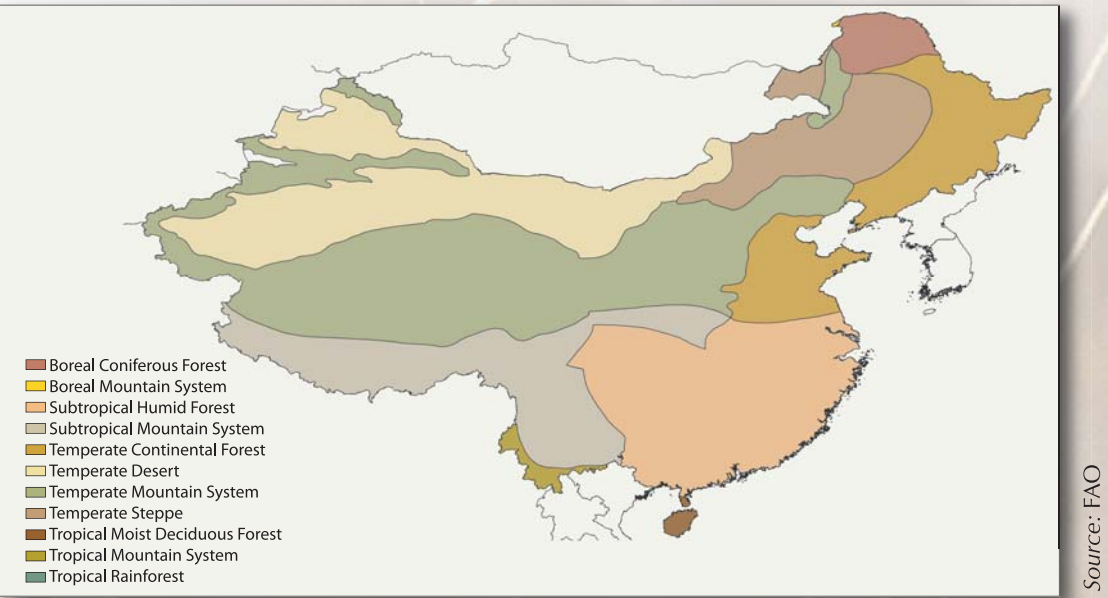 Boreal Coniferous Forest
Boreal Mountain System
Subtropical Humid Forest
Subtropical Mountain System
Temperate Continental Forest
Temperate Desert
Temperate Mountain System
Temperate Steppe
Tropical Moist Deciduous Forest
Tropical Mountain System
Tropical Rainforest
Source: FAO